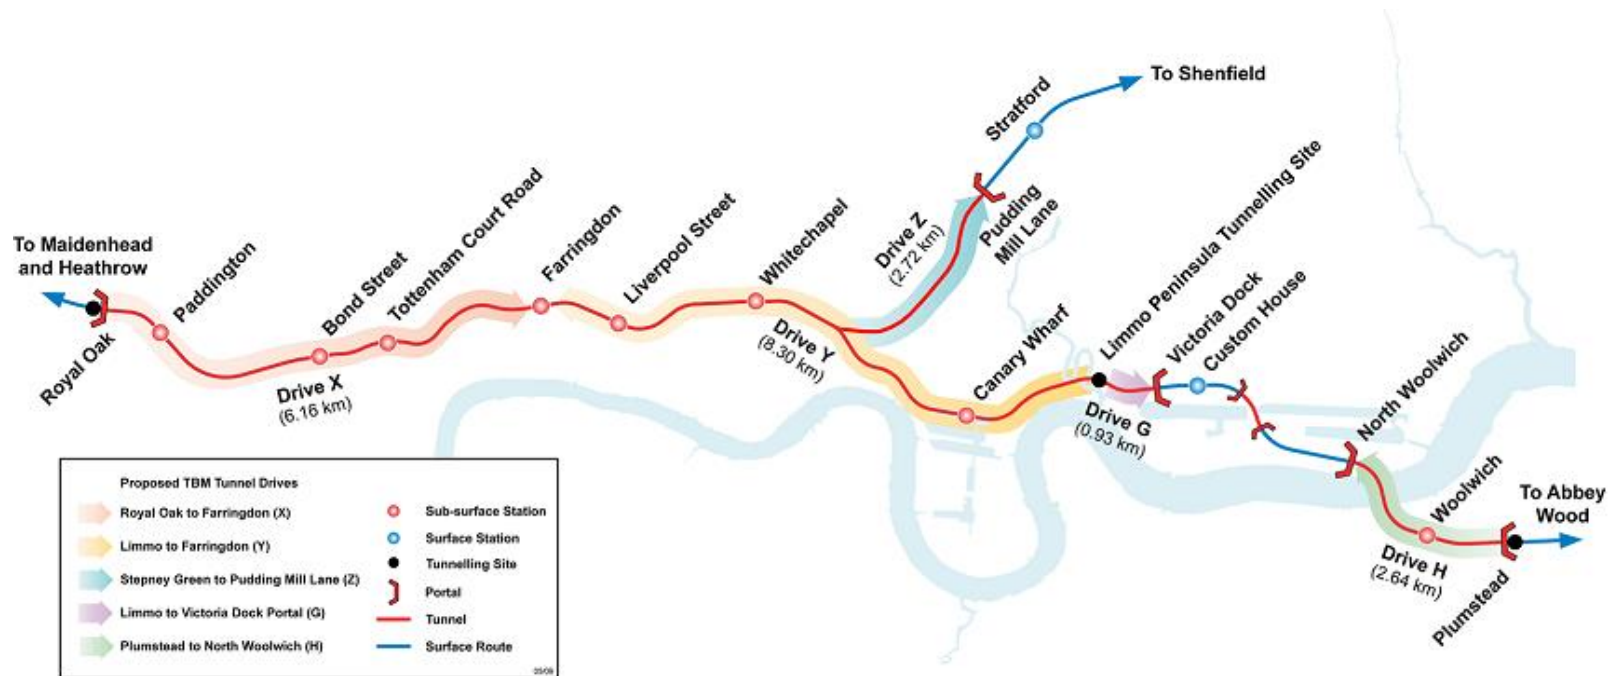 To Shenfield
Stratford
Pudding
Mill Lane
Drive Z
(2.72 km)
Limmo Peninsula Tunnelling Site
To Maidenhead
and Heathrow
Royal Oak
Paddington
Bond Street
Tottenham Court Road
Drive X
(6.16 km)
Farringdon
Liverpool Street
Whitechapel
Drive Y
(8.30 km)
Canary Wharf
Drive G
(0.93 km)
Victoria Dock
Custom House
North Woolwich
Woolwich
Drive H
(2.64 km)
Plumstead
To Abbey
Wood
Proposed TBM Tunnel Drives
Royal Oak to Farringdon (X)
Limmo to Farringdon (Y)
Stepney Green to Pudding Mill Lane (Z)
Limmo to Victoria Dock Portal (G)
Plumstead to North Woolwich (H)
Sub-surface Station
Surface Station
Tunnelling Site
Portal
Tunnel
Surface Route